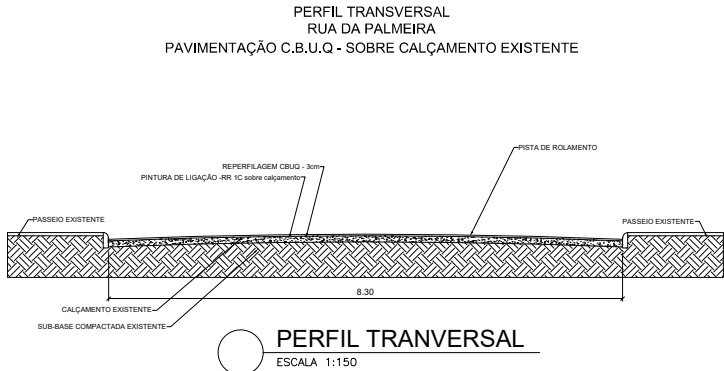 PERFIL TRANSVERSAL
RUA DA PALMEIRA
PAVIMENTAÇÃO C.B.U.Q - SOBRE CALÇAMENTO EXISTENTE
PISTA DE ROLAMENTO
REPERFILAGEM CBUQ - 3cm
PINTURA DE LIGAÇÃO -RR 1C sobre calçamento
PASSEIO EXISTENTE
PASSEIO EXISTENTE
8.30
CALÇAMENTO EXISTENTE
SUB-BASE COMPACTADA EXISTENTE
PERFIL TRANVERSAL
ESCALA 1:150